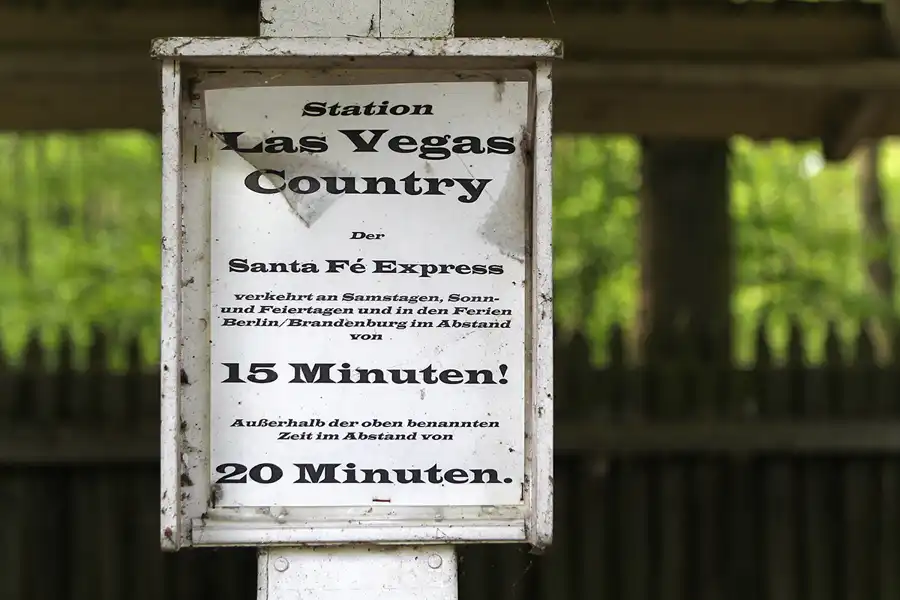 Station
Las Vegas
Country
Der
Santa Fé Express
verkehrt an Samstagen, Sonn-
und Feiertagen und in den Ferien
Berlin/Brandenburg im Abstand
von
15 Minuten!
Außerhalb der oben benannten
Zeit im Abstand von
20 Minuten.